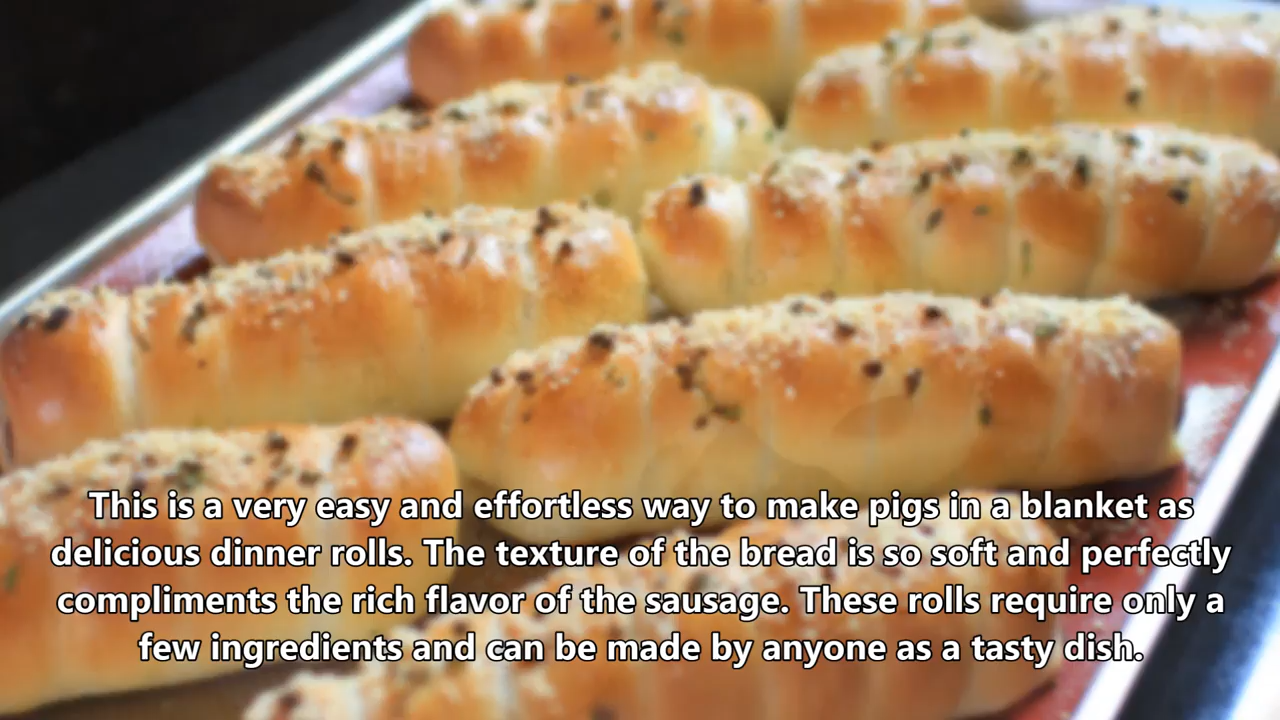 This is a very easy and effortless way to make pigs in a blanket as
delicious dinner rolls. The texture of the bread is so soft and perfectly
compliments the rich flavor of the sausage. These rolls require only a
few ingredients and can be made by anyone as a tasty dish.